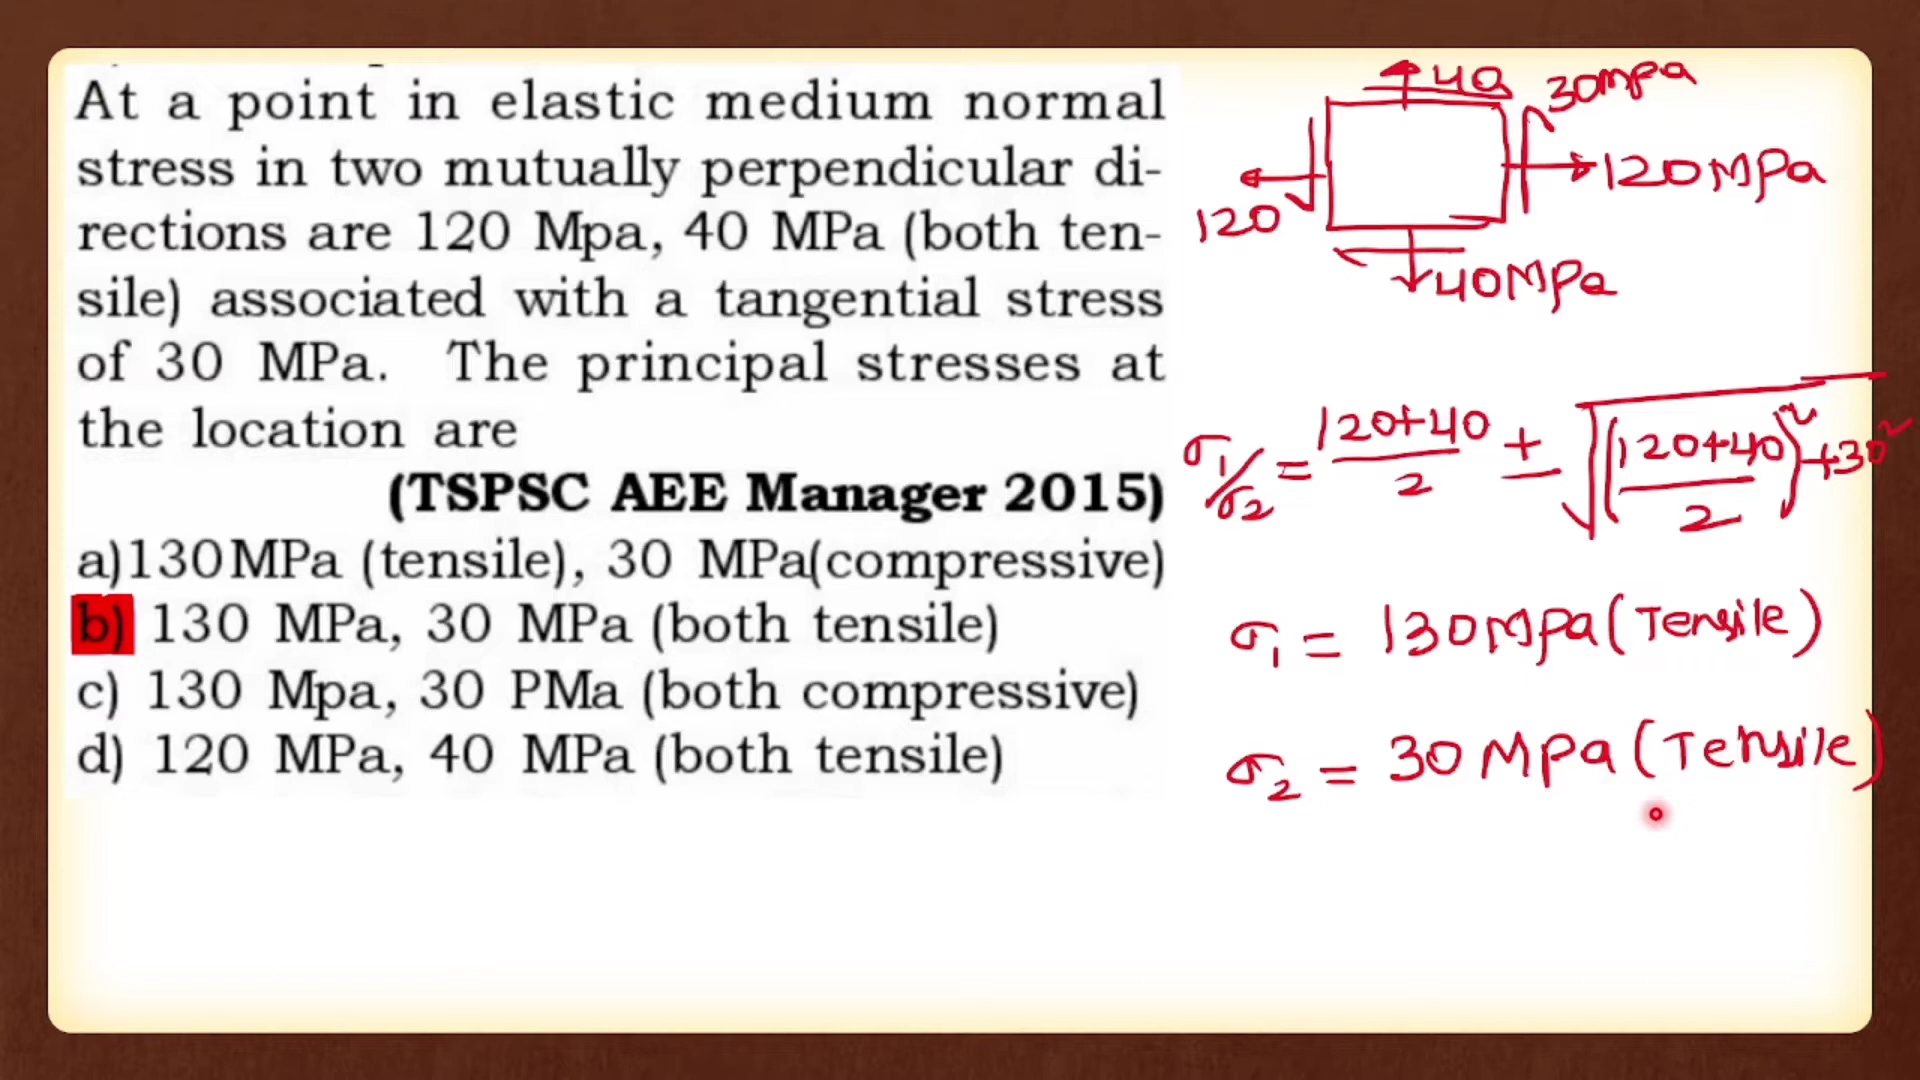 At a point in elastic medium normal
stress in two mutually perpendicular di-
rections are 120 Mpa, 40 MPa (both ten-
sile) associated with a tangential stress
of 30 MPa. The principal stresses at
the location are
(TSPSC AEE Manager 2015)
a)130MPa (tensile), 30 MPa(compressive)
b) 130 MPa, 30 MPa (both tensile)
c) 130 Mpa, 30 PMa (both compressive)
d) 120 MPa, 40 MPa (both tensile)
40
30mpa
120MPa
120
40MPa
σ1/σ2 = 120+40/2 ± √(120+40/2)²+30²
σ1 = 130MPa(Tensile)
σ2 = 30MPa(Tensile)